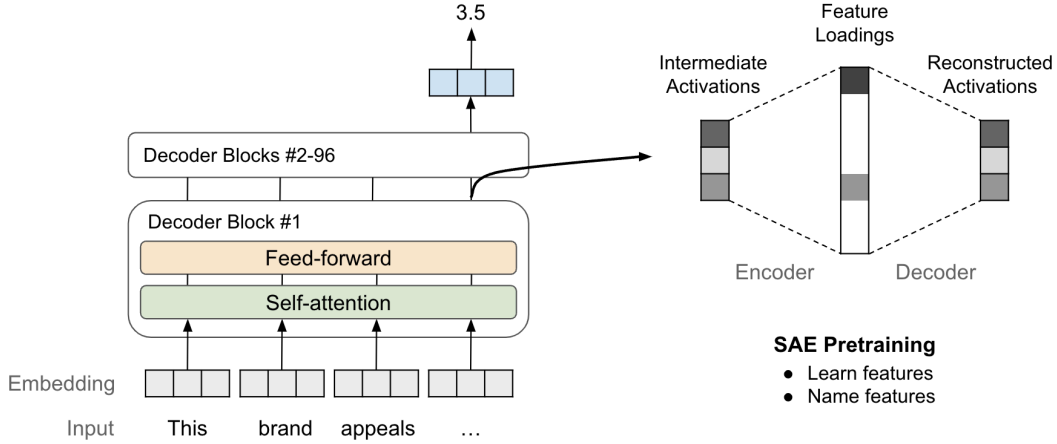 3.5
Decoder Blocks #2-96
Decoder Block #1
Feed-forward
Self-attention
Embedding
Input This brand appeals ...
Feature
Loadings
Intermediate
Activations
Reconstructed
Activations
Encoder Decoder
SAE Pretraining
● Learn features
● Name features